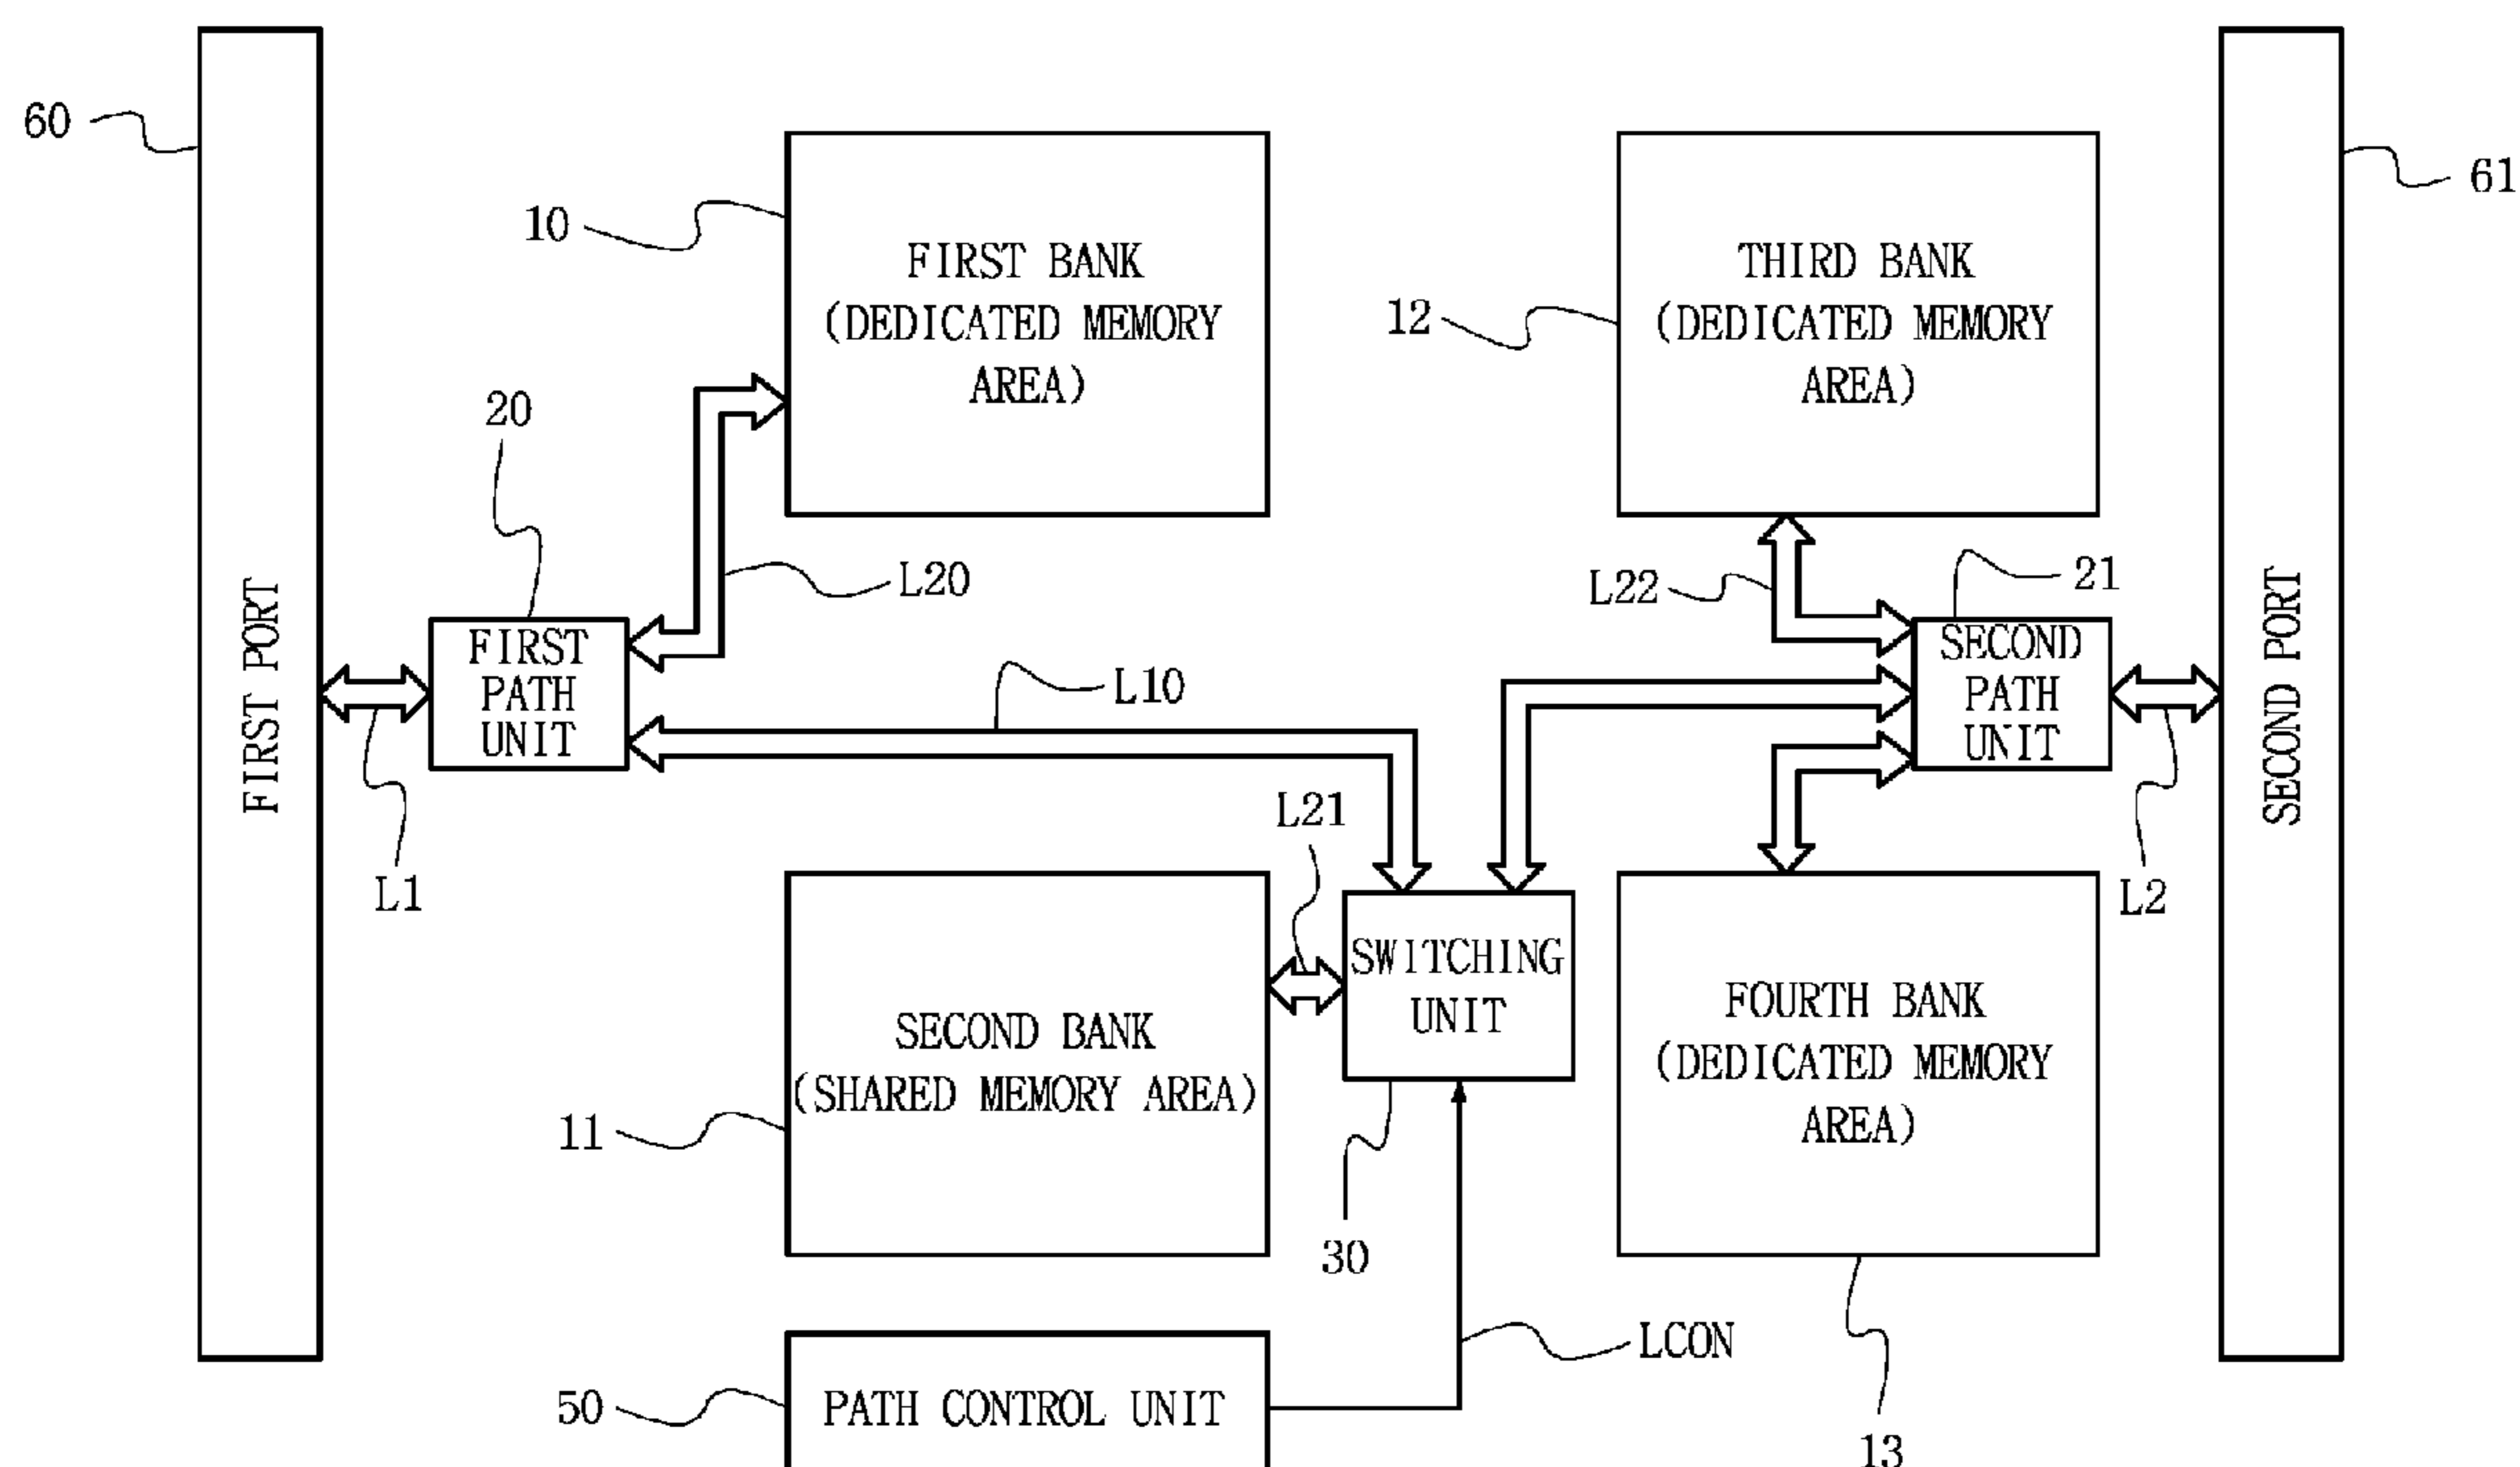 60
FIRST PORT
10
FIRST BANK
(DEDICATED MEMORY
AREA)
12
THIRD BANK
(DEDICATED MEMORY
AREA)
61
SECOND PORT
20
FIRST
PATH
UNIT
L20
L22
21
SECOND
PATH
UNIT
L10
L1
L21
L2
SECOND BANK
(SHARED MEMORY AREA)
11
SWITCHING
UNIT
30
FOURTH BANK
(DEDICATED MEMORY
AREA)
13
50
PATH CONTROL UNIT
LCON